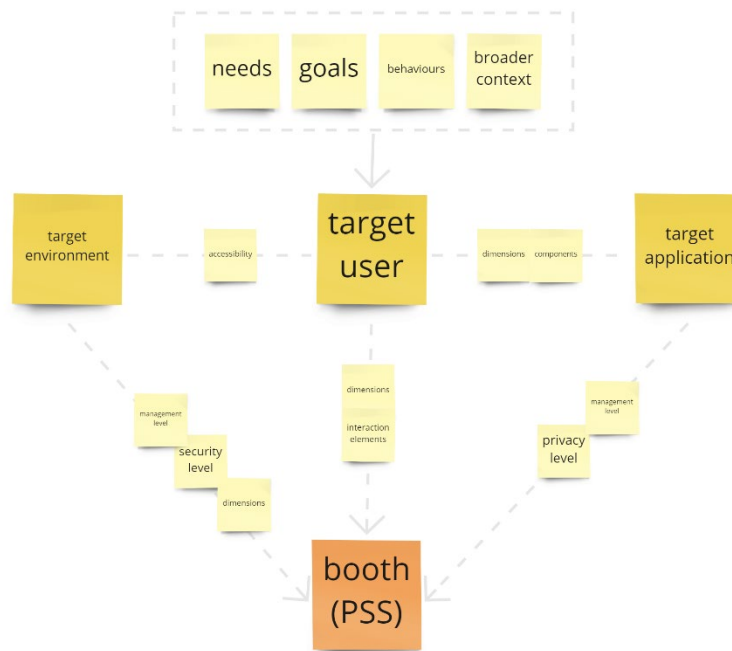 needs
goals
behaviours
broader
context
target
environment
accessibility
target
user
dimensions
components
target
application
dimensions
interaction
elements
management
level
security
level
dimensions
management
level
privacy
level
booth
(PSS)